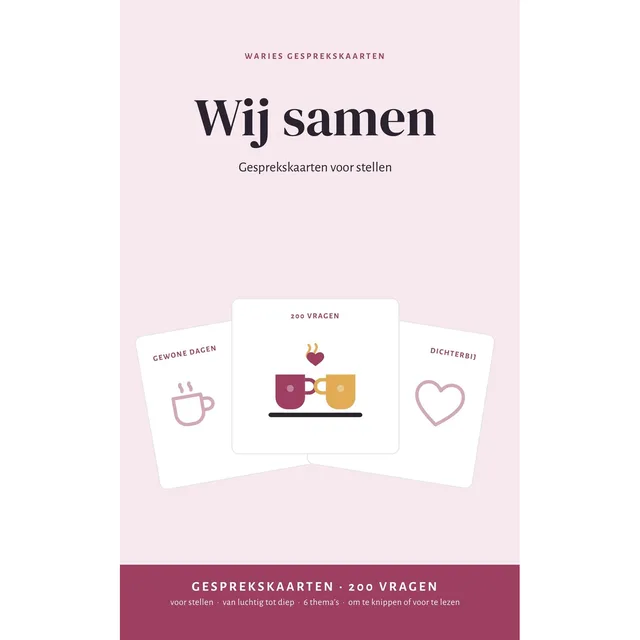 WARIES GESPREKSKAARTEN
Wij samen
Gesprekskaarten voor stellen
200 VRAGEN
GEWONE DAGEN
DICHTERBIJ
GESPREKSKAARTEN · 200 VRAGEN
voor stellen · van luchtig tot diep · 6 thema's · om te knippen of voor te lezen